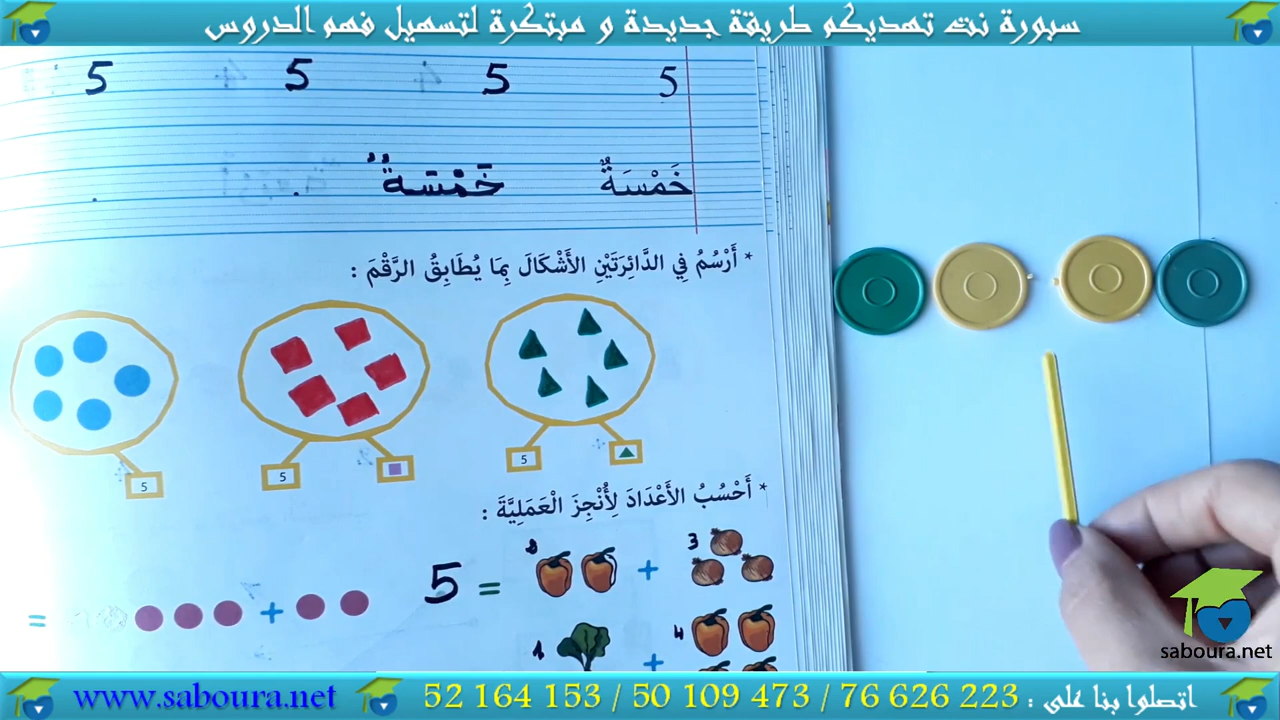 سبورة نت تهديكم طريقة جديدة و مبتكرة لتسهيل فهم الدروس
5 5 5 5
خَمْسَةٌ خَمْسَةٌ
* أَرْسُمُ فِي الدَّائِرَتَيْنِ الأَشْكَالَ بِمَا يُطَابِقُ الرَّقْمَ :
5 5 5
* أَحْسُبُ الأَعْدَادَ لِأُنْجِزَ الْعَمَلِيَّةَ :
3 + 2 = 5
+ =
4 + 1
saboura.net
اتصلوا بنا على : 223 626 76 / 473 109 50 / 153 164 52
www.saboura.net